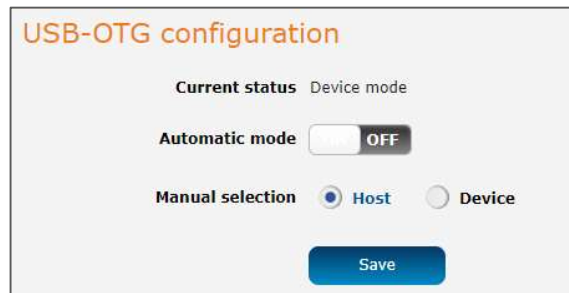 USB-OTG configuration
Current status Device mode
Automatic mode OFF
Manual selection Host Device
Save